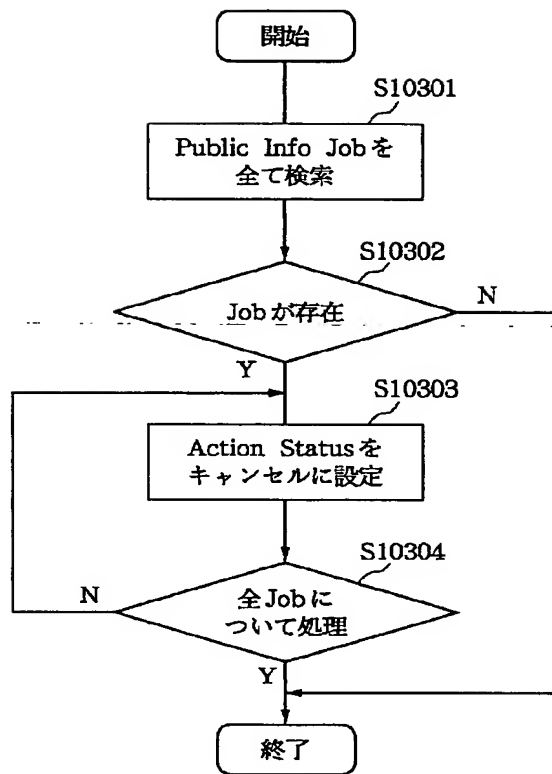 開始
S10301
Public Info Jobを
全て検索
S10302
Jobが存在
N
Y
S10303
Action Statusを
キャンセルに設定
S10304
N
全Jobに
ついて処理
Y
終了